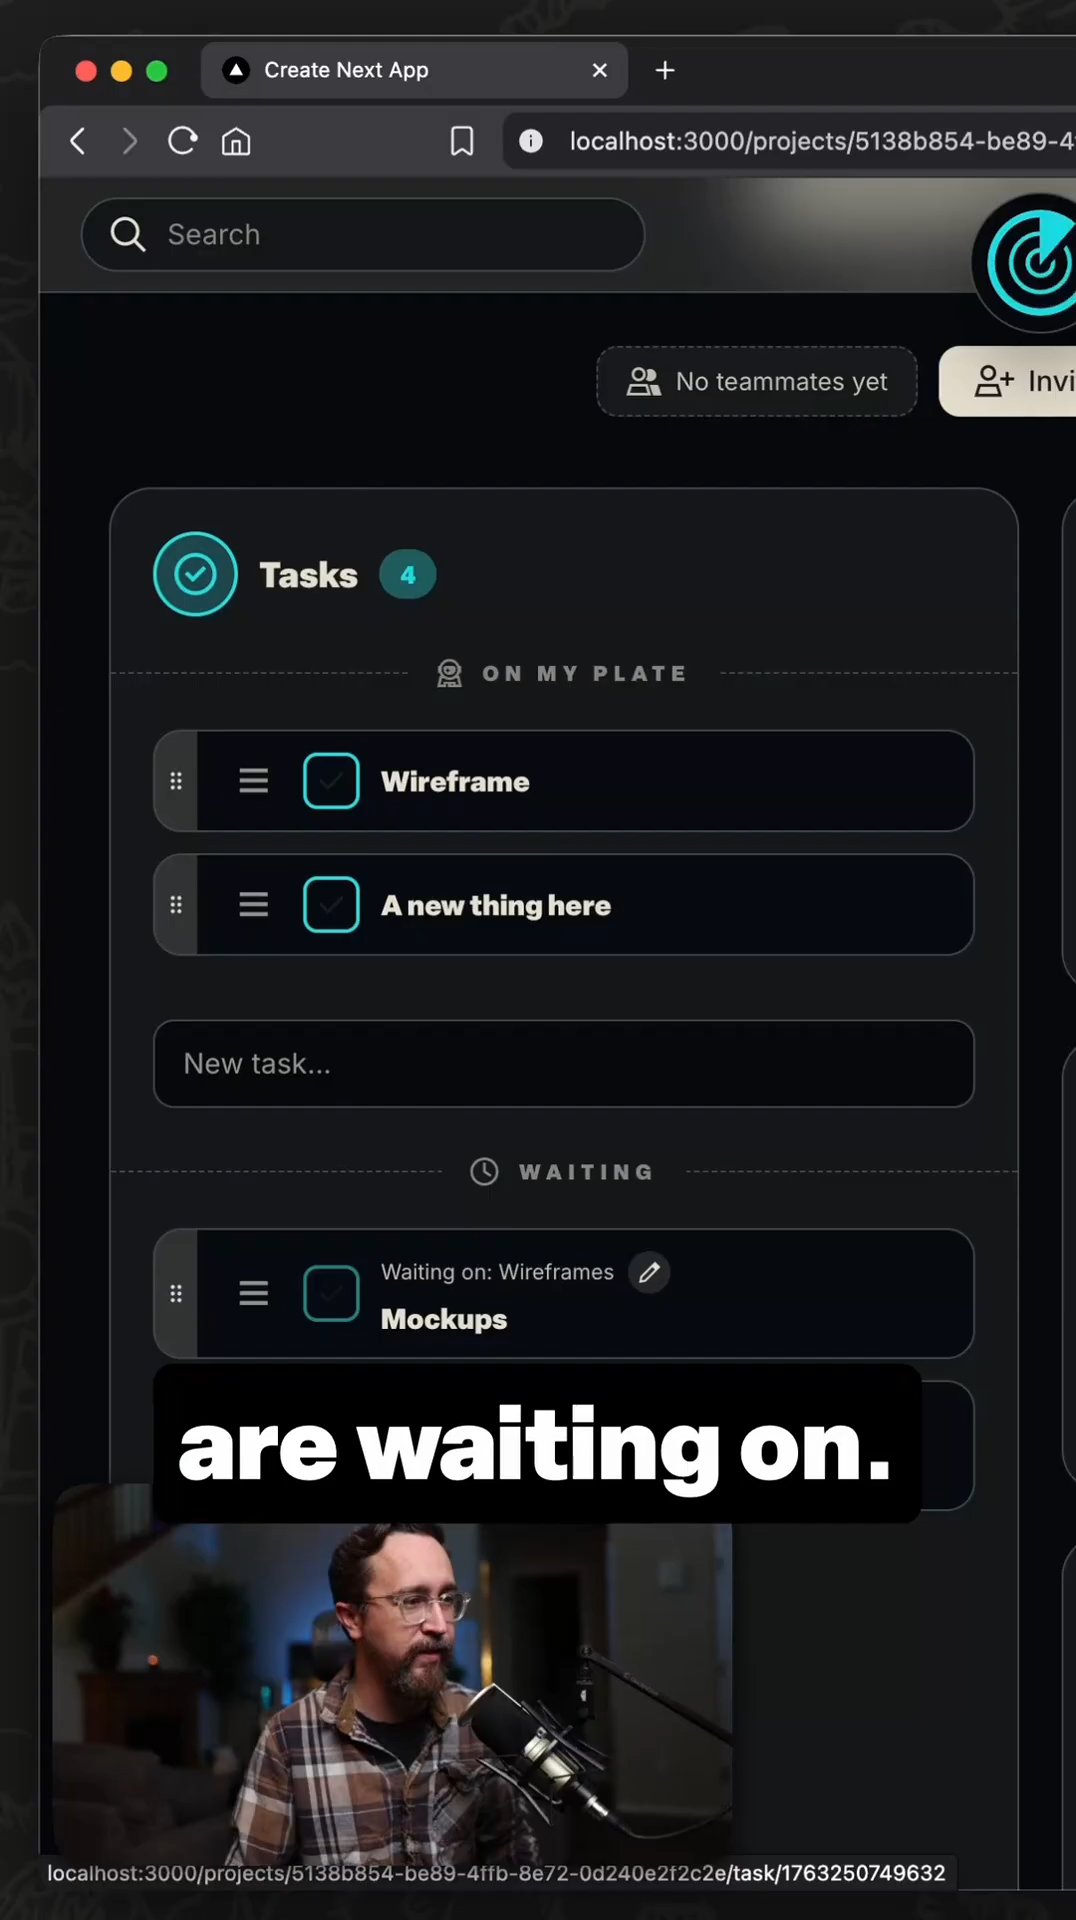 Create Next App
localhost:3000/projects/5138b854-be89-4
Search
No teammates yet
Invi
Tasks 4
ON MY PLATE
Wireframe
A new thing here
New task...
WAITING
Waiting on: Wireframes
Mockups
are waiting on.
localhost:3000/projects/5138b854-be89-4ffb-8e72-0d240e2f2c2e/task/1763250749632